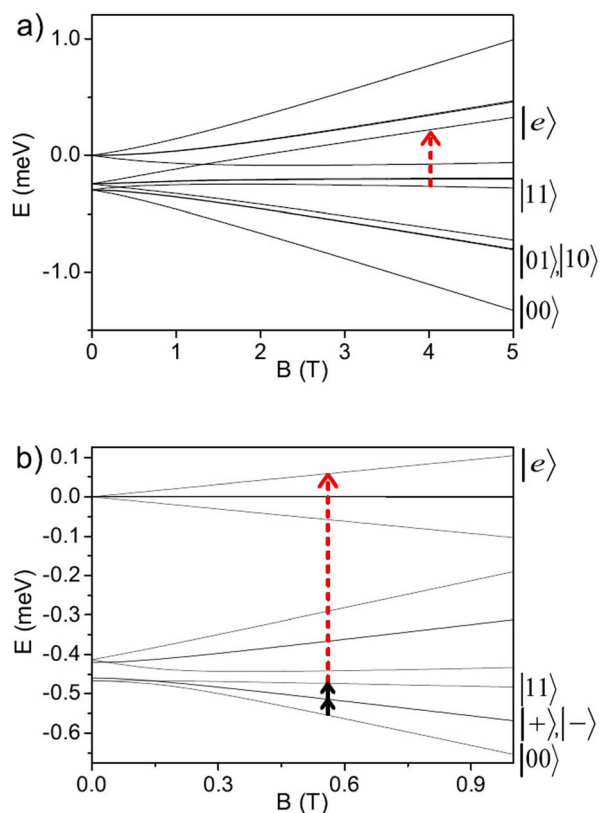 a)
1.0
0.0
-1.0
E (meV)
0 1 2 3 4 5
B (T)
|e⟩
|11⟩
|01⟩,|10⟩
|00⟩
b)
0.1
0.0
-0.1
-0.2
-0.3
-0.4
-0.5
-0.6
E (meV)
0.0 0.3 0.6 0.9
B (T)
|e⟩
|11⟩
|+⟩,|−⟩
|00⟩